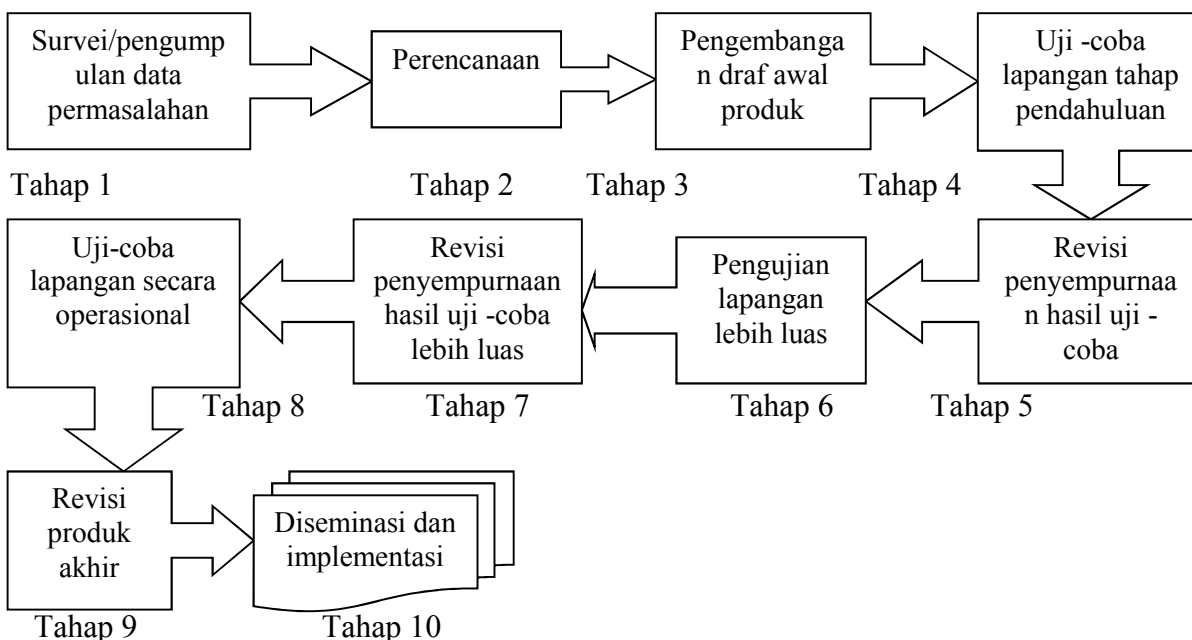 Survei/pengump
ulan data
permasalahan
Perencanaan
Pengembanga
n draf awal
produk
Uji -coba
lapangan tahap
pendahuluan
Tahap 1
Tahap 2
Tahap 3
Tahap 4
Uji-coba
lapangan secara
operasional
Revisi
penyempurnaan
hasil uji -coba
lebih luas
Pengujian
lapangan
lebih luas
Revisi
penyempurnaa
n hasil uji -
coba
Tahap 8
Tahap 7
Tahap 6
Tahap 5
Revisi
produk
akhir
Diseminasi dan
implementasi
Tahap 9
Tahap 10